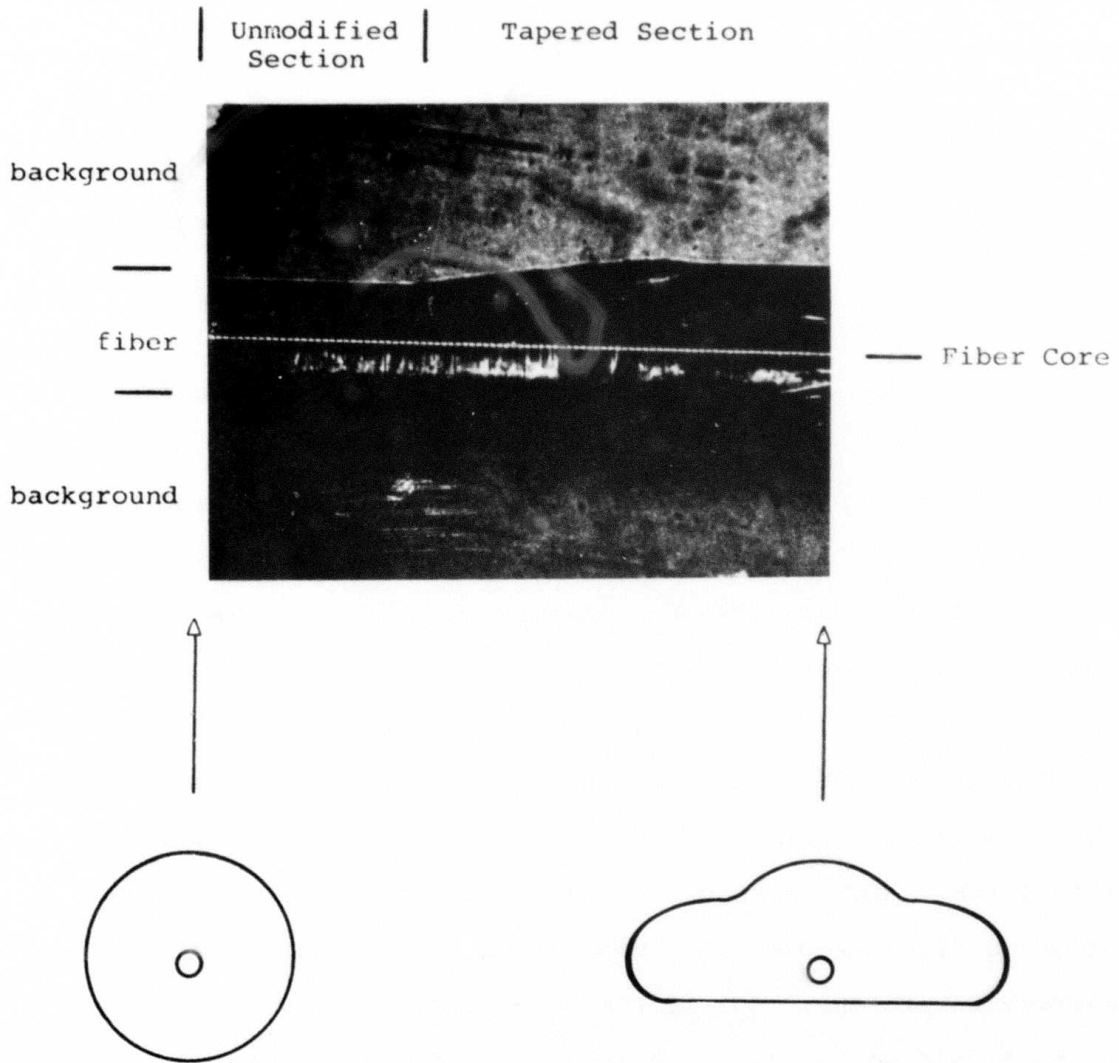 Unmodified
Section
Tapered Section
background
fiber
Fiber Core
background